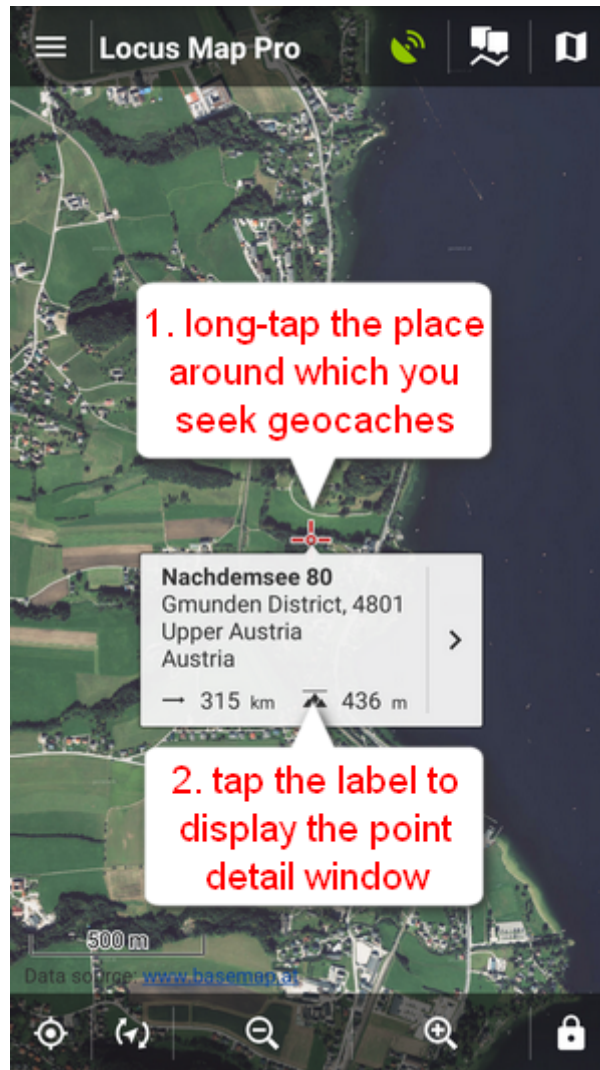 Locus Map Pro
1. long-tap the place
around which you
seek geocaches
Nachdemsee 80
Gmunden District, 4801
Upper Austria
Austria
315 km 436 m
2. tap the label to
display the point
detail window
500 m
Data source: www.basemap.at